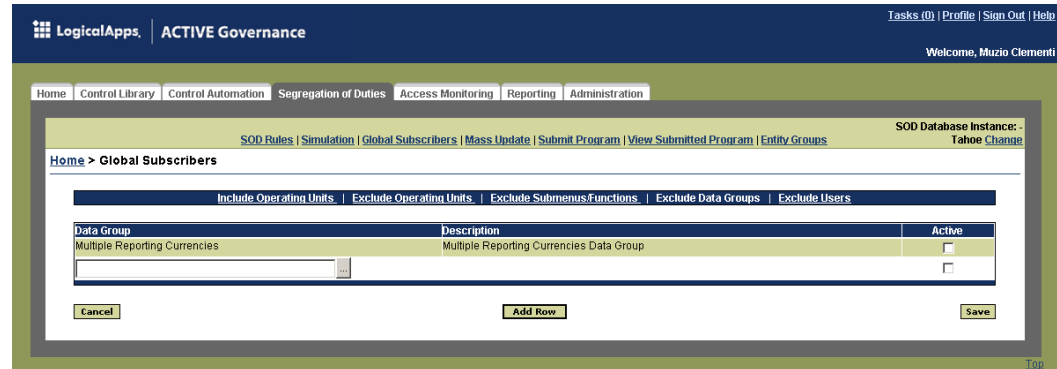 Tasks (0) | Profile | Sign Out | Help
LogicalApps. ACTIVE Governance
Welcome, Muzio Clementi
Home Control Library Control Automation Segregation of Duties Access Monitoring Reporting Administration
SOD Database Instance: -
SOD Rules | Simulation | Global Subscribers | Mass Update | Submit Program | View Submitted Program | Entity Groups
Tahoe Change
Home > Global Subscribers
Include Operating Units | Exclude Operating Units | Exclude Submenus/Functions | Exclude Data Groups | Exclude Users
Data Group Description Active
Multiple Reporting Currencies Multiple Reporting Currencies Data Group
...
Cancel Add Row Save
Top